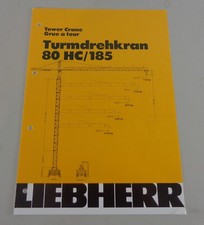 Tower Crane
Grue a tour
Turmdrehkran
80 HC/185
LIEBHERR